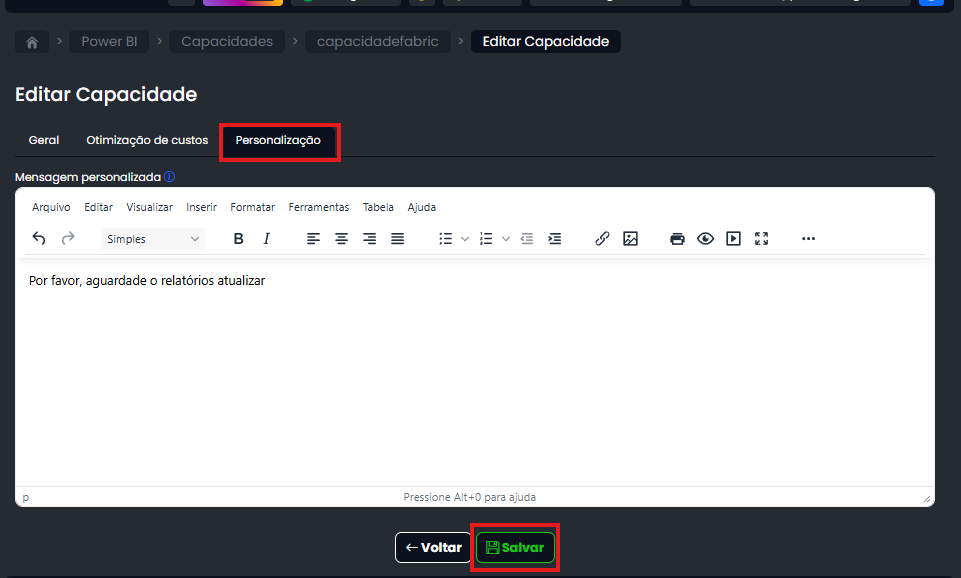 Power BI > Capacidades > capacidadefabric > Editar Capacidade
Editar Capacidade
Geral Otimização de custos Personalização
Mensagem personalizada
Arquivo Editar Visualizar Inserir Formatar Ferramentas Tabela Ajuda
Simples B I
Por favor, aguardade o relatórios atualizar
p Pressione Alt+0 para ajuda
Voltar Salvar